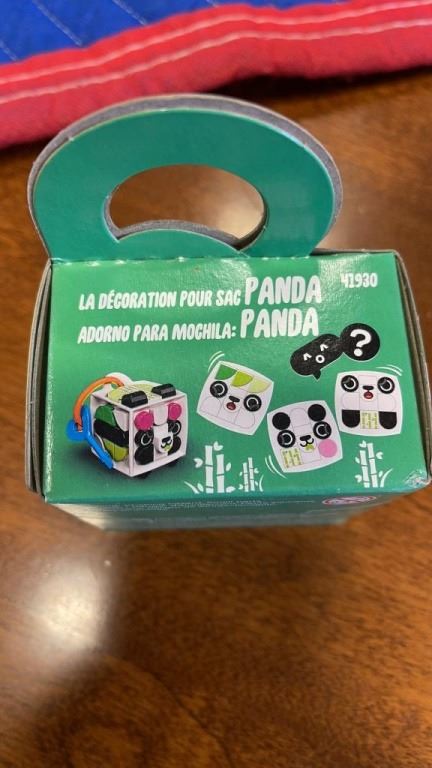 LA DÉCORATION POUR SAC PANDA 41930
ADORNO PARA MOCHILA: PANDA
?